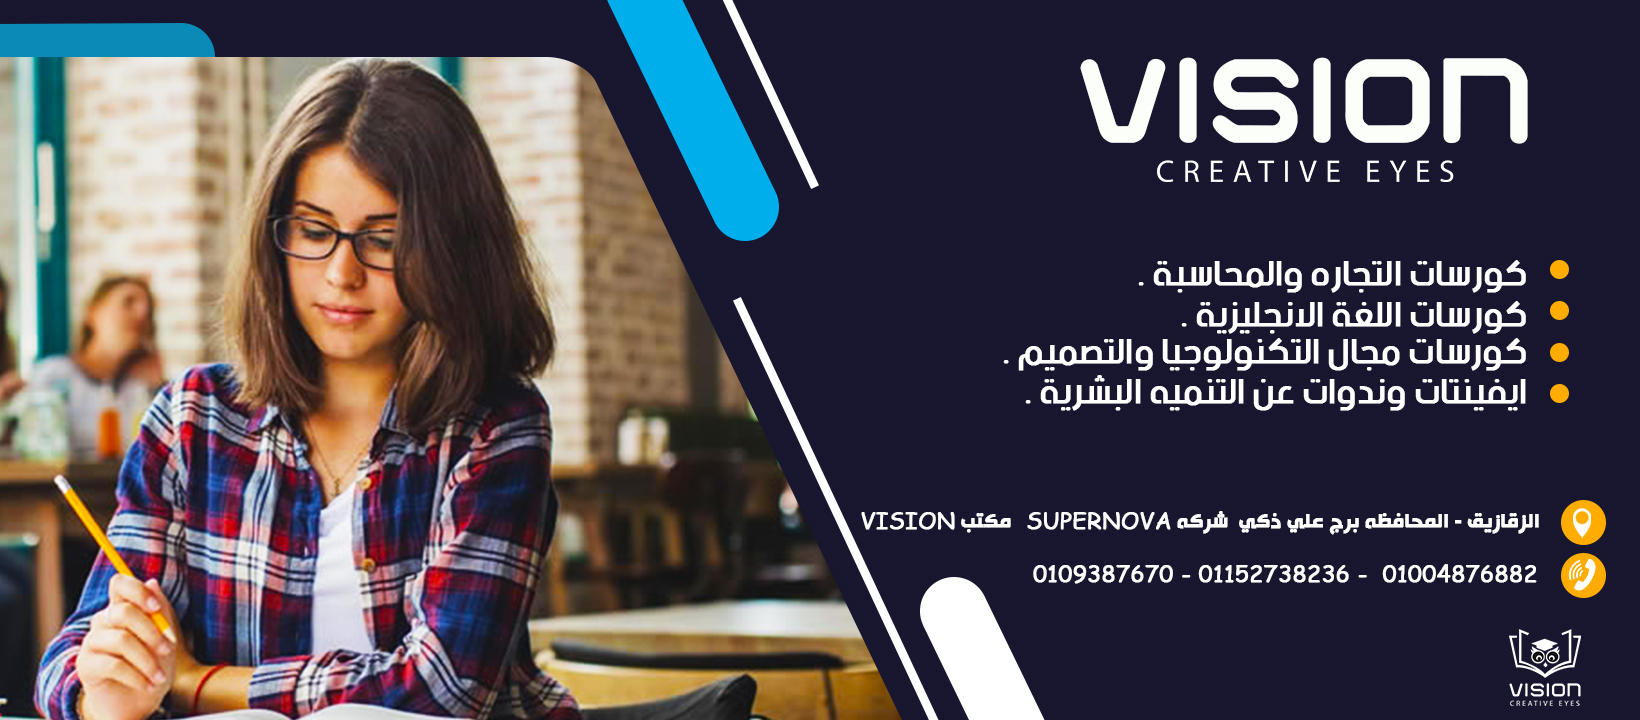 VISION
CREATIVE EYES
كورسات التجاره والمحاسبة .
كورسات اللغة الانجليزية .
كورسات مجال التكنولوجيا والتصميم .
ايفينتات وندوات عن التنميه البشرية .
الزقازيق - المحافظه برج علي ذكي شركه SUPERNOVA مكتب VISION
0109387670 - 01152738236 - 01004876882
VISION
CREATIVE EYES